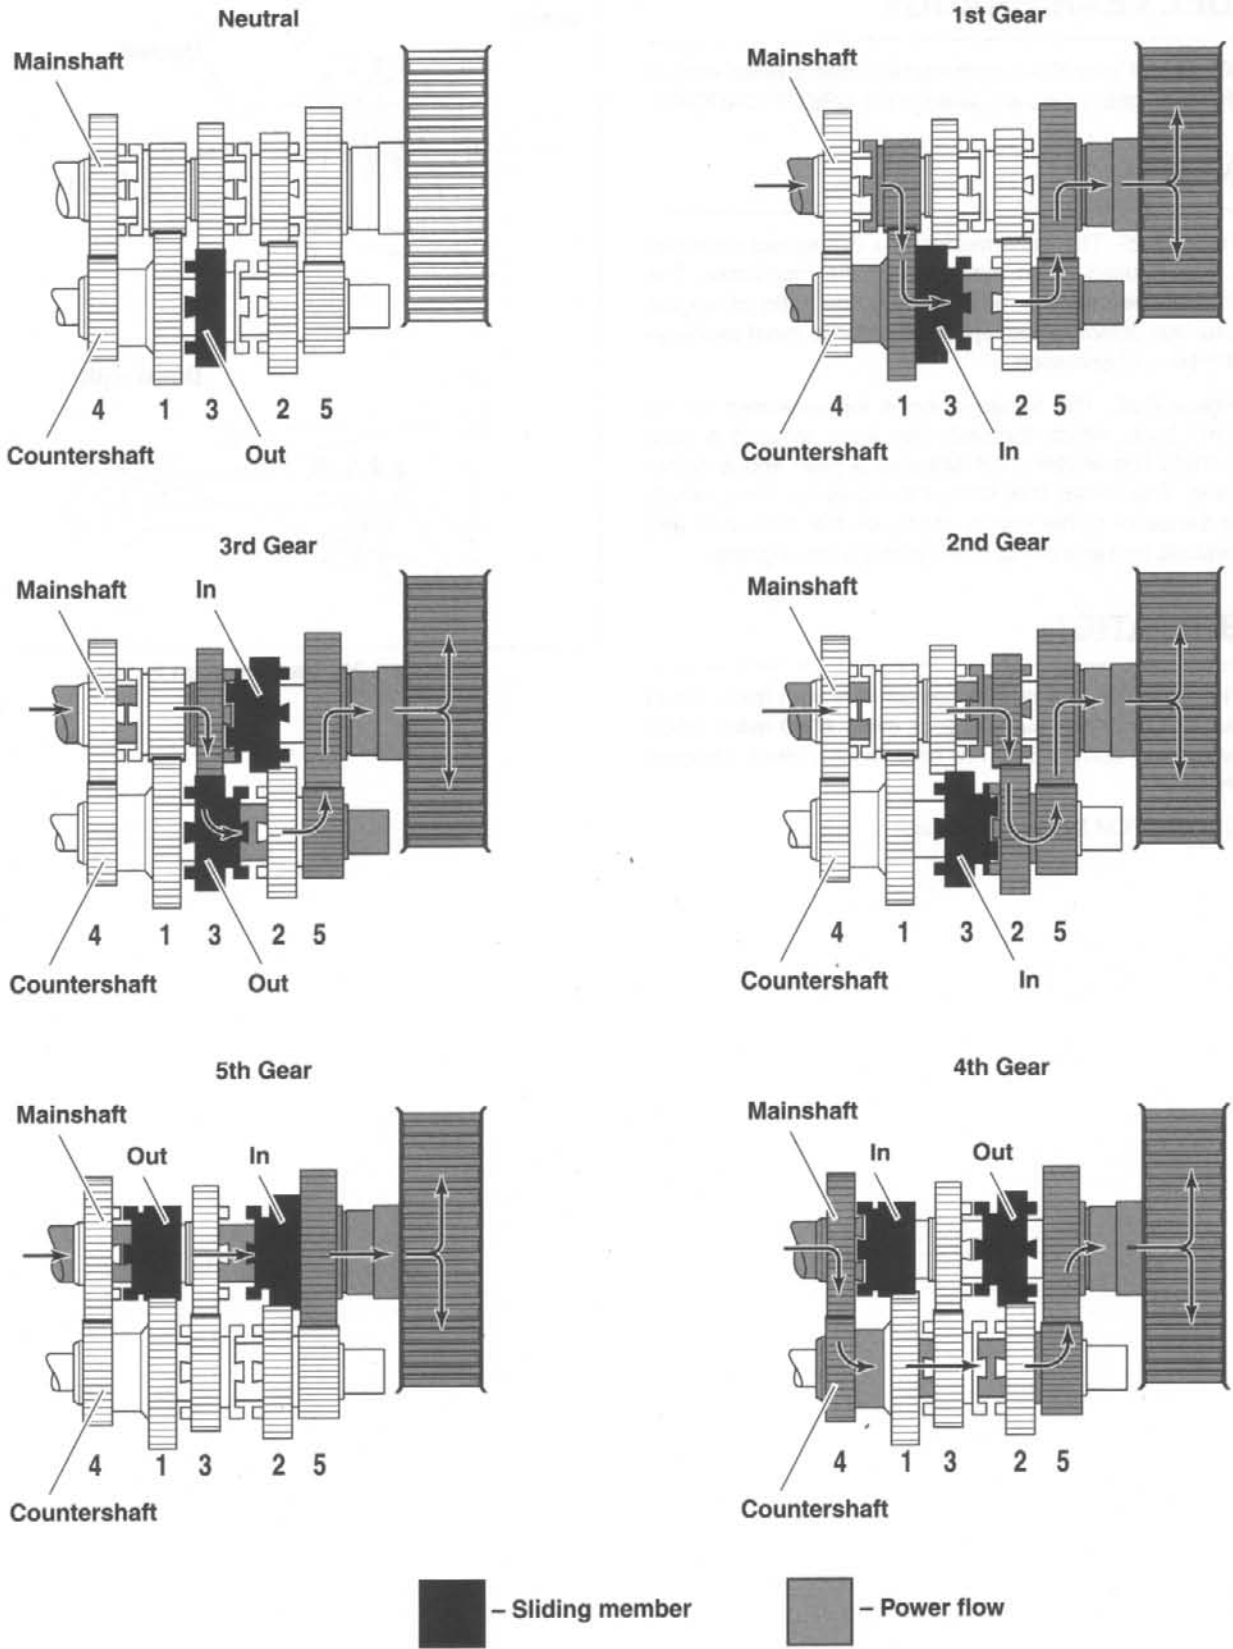 Neutral
Mainshaft
4 1 3 2 5
Countershaft
Out
1st Gear
Mainshaft
4 1 3 2 5
Countershaft
In
3rd Gear
Mainshaft
In
4 1 3 2 5
Countershaft
Out
2nd Gear
Mainshaft
4 1 3 2 5
Countershaft
In
5th Gear
Mainshaft
Out
In
4 1 3 2 5
Countershaft
4th Gear
Mainshaft
In
Out
4 1 3 2 5
Countershaft
– Sliding member
– Power flow